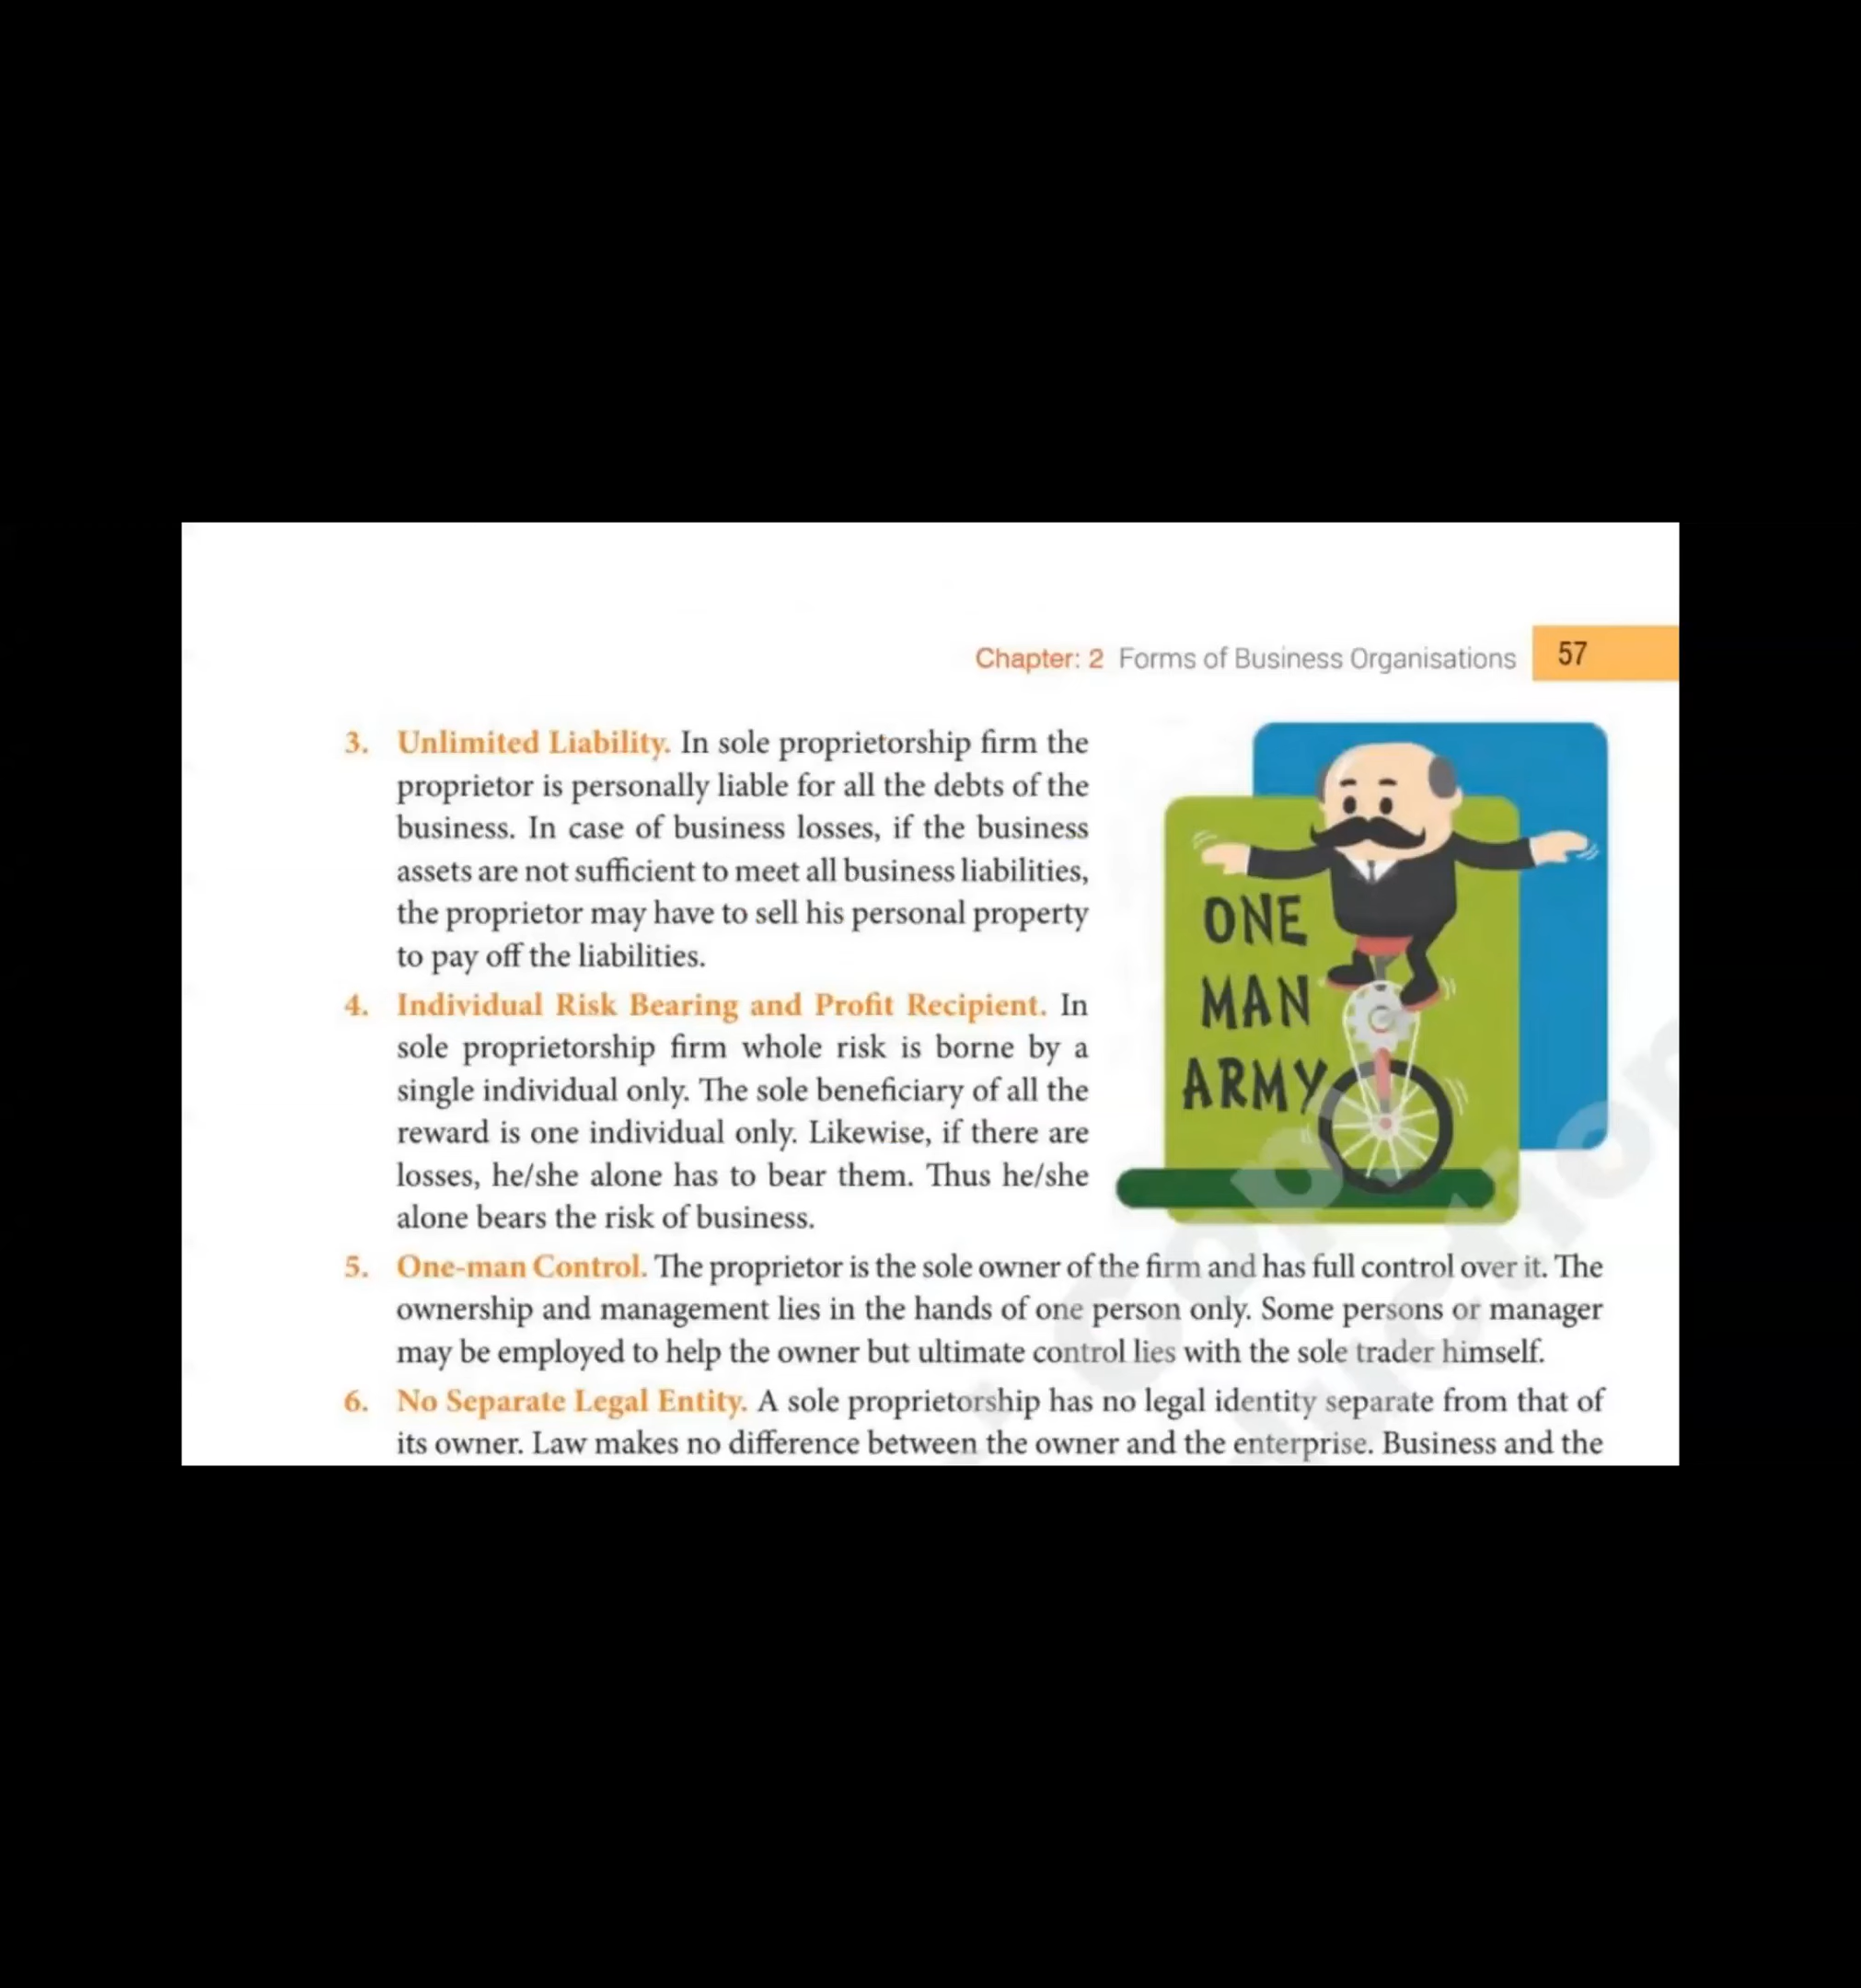 Chapter: 2 Forms of Business Organisations 57
3. Unlimited Liability. In sole proprietorship firm the
proprietor is personally liable for all the debts of the
business. In case of business losses, if the business
assets are not sufficient to meet all business liabilities,
the proprietor may have to sell his personal property
to pay off the liabilities.
4. Individual Risk Bearing and Profit Recipient. In
sole proprietorship firm whole risk is borne by a
single individual only. The sole beneficiary of all the
reward is one individual only. Likewise, if there are
losses, he/she alone has to bear them. Thus he/she
alone bears the risk of business.
ONE
MAN
ARMY
5. One-man Control. The proprietor is the sole owner of the firm and has full control over it. The
ownership and management lies in the hands of one person only. Some persons or manager
may be employed to help the owner but ultimate control lies with the sole trader himself.
6. No Separate Legal Entity. A sole proprietorship has no legal identity separate from that of
its owner. Law makes no difference between the owner and the enterprise. Business and the